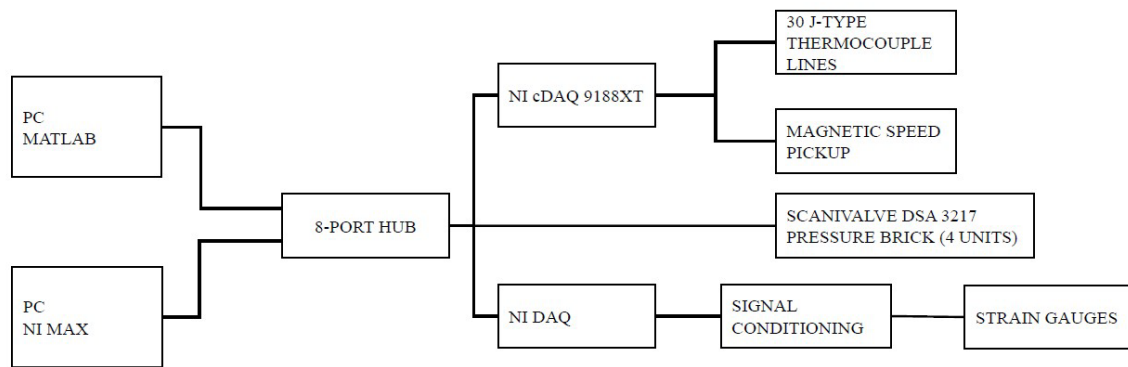 30 J-TYPE
THERMOCOUPLE
LINES
PC
MATLAB
NI cDAQ 9188XT
MAGNETIC SPEED
PICKUP
8-PORT HUB
SCANIVALVE DSA 3217
PRESSURE BRICK (4 UNITS)
PC
NI MAX
NI DAQ
SIGNAL
CONDITIONING
STRAIN GAUGES